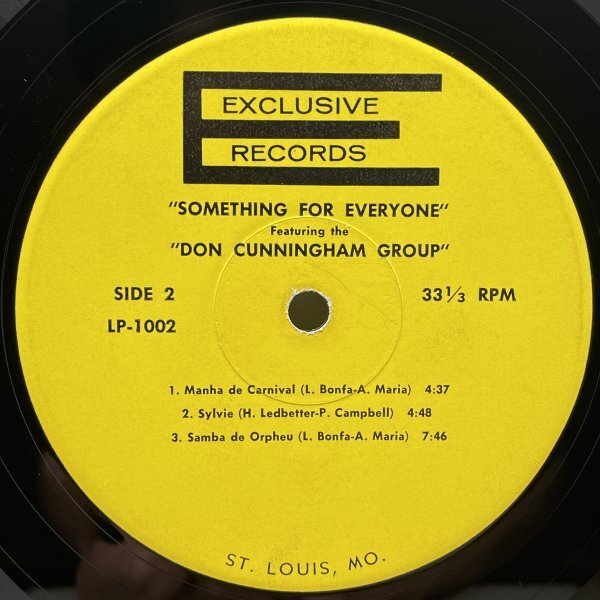 EXCLUSIVE
RECORDS
"SOMETHING FOR EVERYONE"
Featuring the
"DON CUNNINGHAM GROUP"
SIDE 2
33 1/3 RPM
LP-1002
1. Manha de Carnival (L. Bonfa-A. Maria) 4:37
2. Sylvie (H. Ledbetter-P. Campbell) 4:48
3. Samba de Orpheu (L. Bonfa-A. Maria) 7:46
ST. LOUIS, MO.